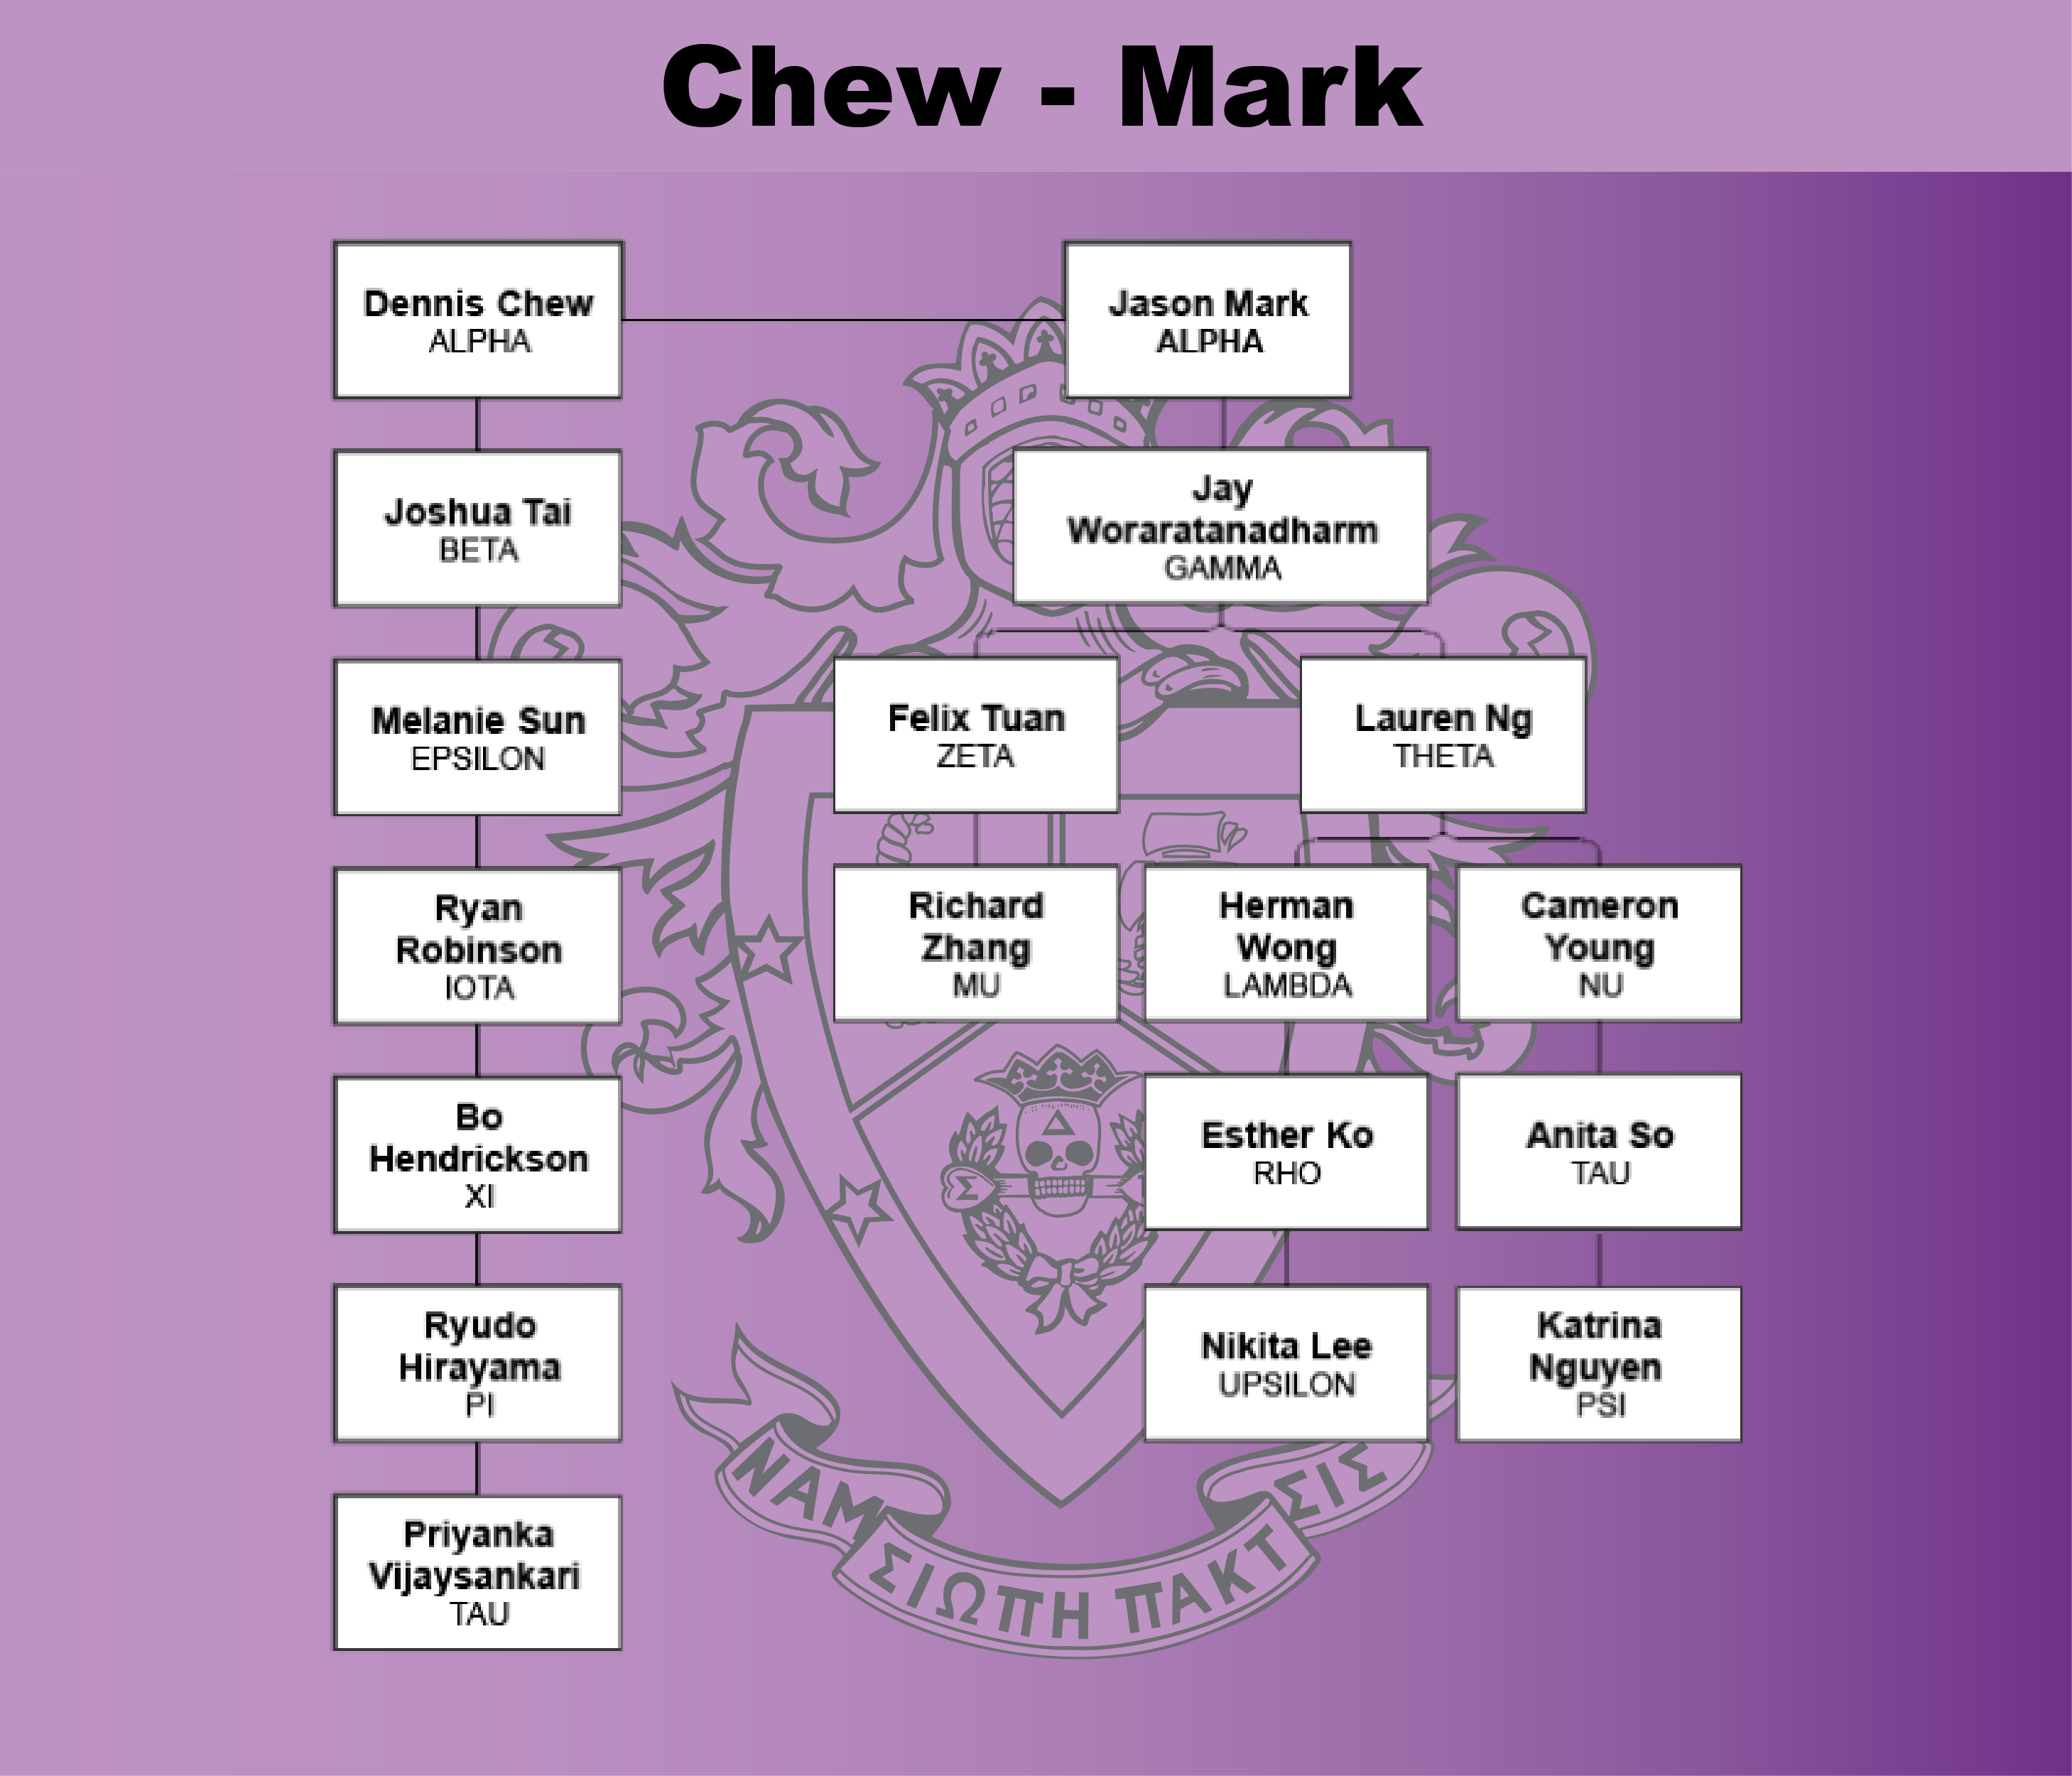 Chew - Mark
Dennis Chew
ALPHA
Jason Mark
ALPHA
Joshua Tai
BETA
Jay
Woraratanadharm
GAMMA
Melanie Sun
EPSILON
Felix Tuan
ZETA
Lauren Ng
THETA
Ryan
Robinson
IOTA
Richard
Zhang
MU
Herman
Wong
LAMBDA
Cameron
Young
NU
Bo
Hendrickson
XI
Esther Ko
RHO
Anita So
TAU
Ryudo
Hirayama
PI
Nikita Lee
UPSILON
Katrina
Nguyen
PSI
Priyanka
Vijaysankari
TAU
Δ
Σ
ΝΑΜ ΣΙΩΠΗ ΠΑΚΤ ΣΙΣ